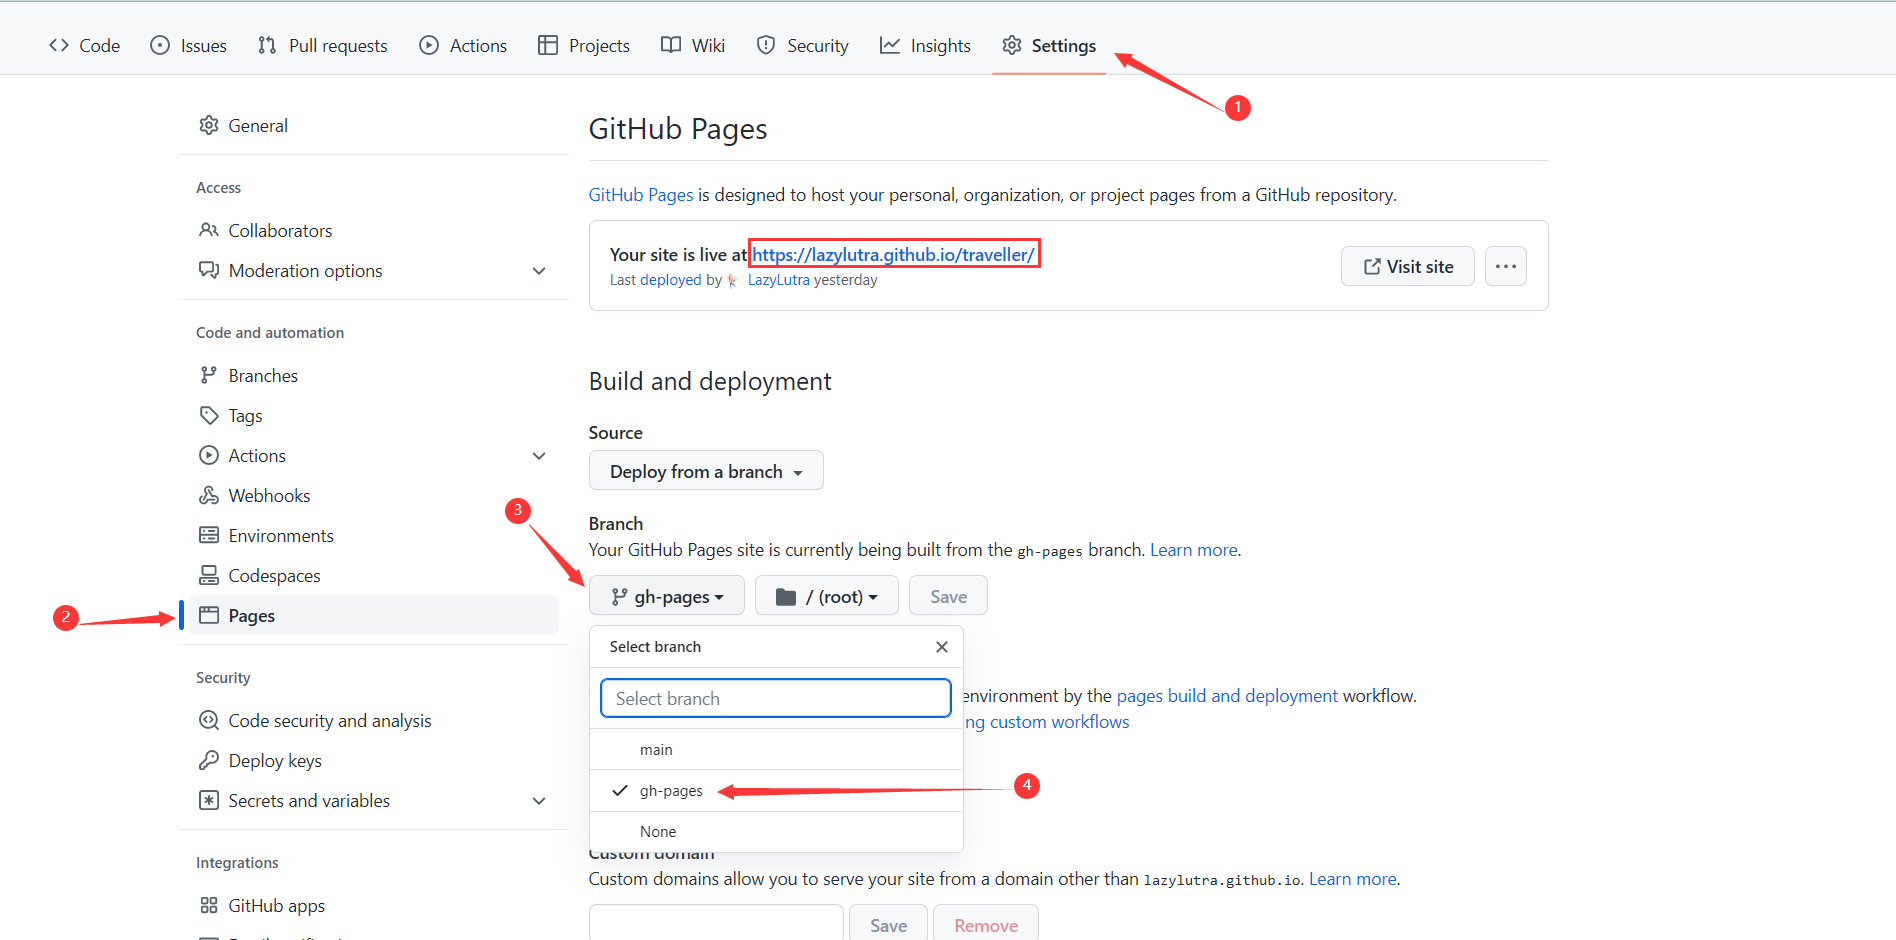 Code Issues Pull requests Actions Projects Wiki Security Insights Settings
1
General
Access
Collaborators
Moderation options
Code and automation
Branches
Tags
Actions
Webhooks
Environments
Codespaces
2
Pages
Security
Code security and analysis
Deploy keys
Secrets and variables
Integrations
GitHub apps
GitHub Pages
GitHub Pages is designed to host your personal, organization, or project pages from a GitHub repository.
Your site is live at https://lazylutra.github.io/traveller/
Last deployed by LazyLutra yesterday
Visit site
Build and deployment
Source
Deploy from a branch
3
Branch
Your GitHub Pages site is currently being built from the gh-pages branch. Learn more.
gh-pages / (root) Save
Select branch
Select branch
environment by the pages build and deployment workflow.
ng custom workflows
main
gh-pages
4
None
Custom domain
Custom domains allow you to serve your site from a domain other than lazylutra.github.io. Learn more.
Save Remove